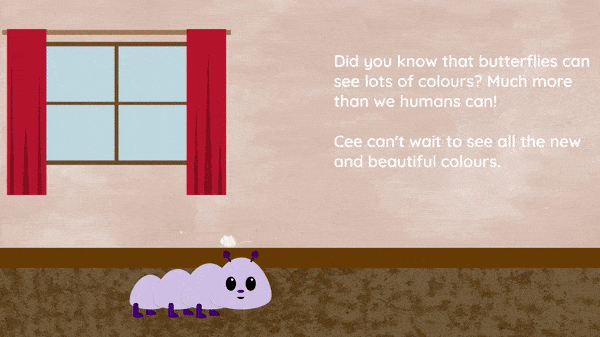 Did you know that butterflies can
see lots of colours? Much more
than we humans can!
Cee can't wait to see all the new
and beautiful colours.